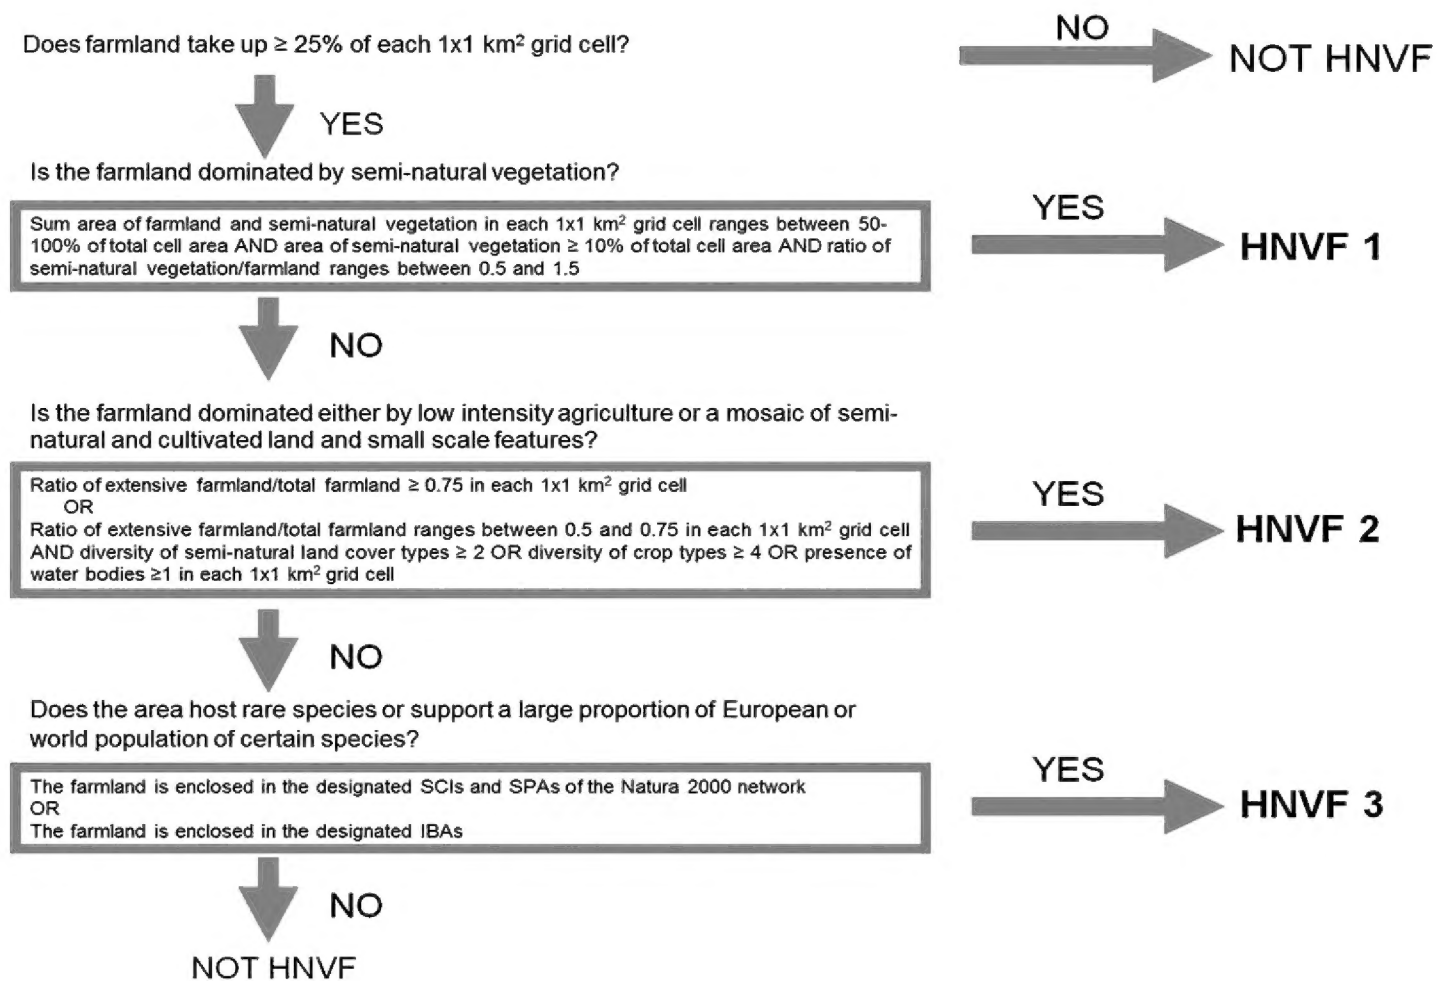 Does farmland take up ≥ 25% of each 1x1 km² grid cell?
NO
NOT HNVF
YES
Is the farmland dominated by semi-natural vegetation?
Sum area of farmland and semi-natural vegetation in each 1x1 km² grid cell ranges between 50-
100% of total cell area AND area of semi-natural vegetation ≥ 10% of total cell area AND ratio of
semi-natural vegetation/farmland ranges between 0.5 and 1.5
YES
HNVF 1
NO
Is the farmland dominated either by low intensity agriculture or a mosaic of semi-
natural and cultivated land and small scale features?
Ratio of extensive farmland/total farmland ≥ 0.75 in each 1x1 km² grid cell
OR
Ratio of extensive farmland/total farmland ranges between 0.5 and 0.75 in each 1x1 km² grid cell
AND diversity of semi-natural land cover types ≥ 2 OR diversity of crop types ≥ 4 OR presence of
water bodies ≥1 in each 1x1 km² grid cell
YES
HNVF 2
NO
Does the area host rare species or support a large proportion of European or
world population of certain species?
The farmland is enclosed in the designated SCIs and SPAs of the Natura 2000 network
OR
The farmland is enclosed in the designated IBAs
YES
HNVF 3
NO
NOT HNVF